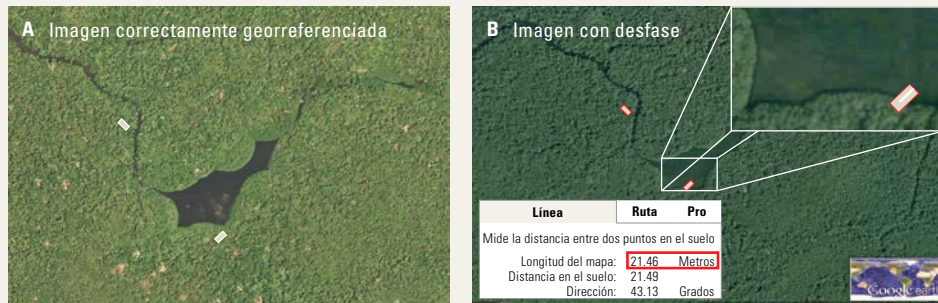 A Imagen correctamente georreferenciada
B Imagen con desfase
Línea Ruta Pro
Mide la distancia entre dos puntos en el suelo
Longitud del mapa: 21.46 Metros
Distancia en el suelo: 21.49
Dirección: 43.13 Grados
Google earth